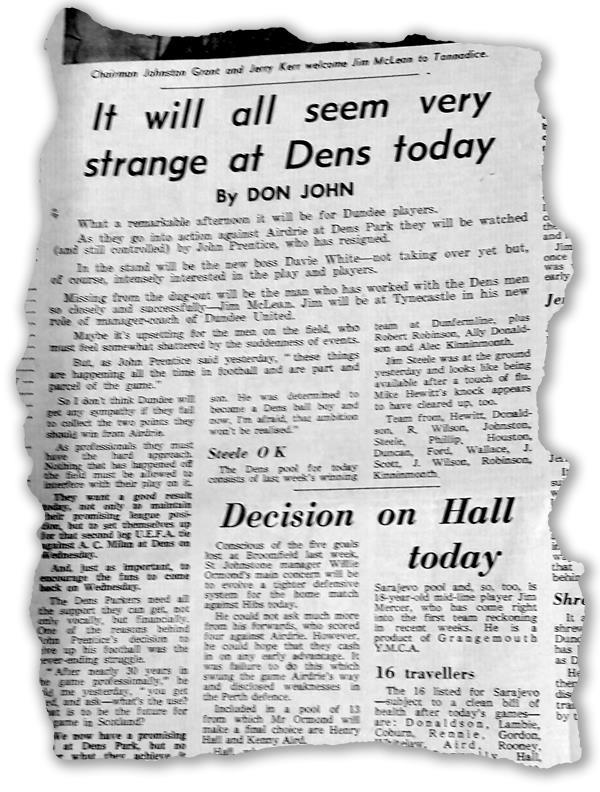 Chairman Johnston Grant and Jerry Kerr welcome Jim McLean to Tannadice.
It will all seem very
strange at Dens today
By DON JOHN
What a remarkable afternoon it will be for Dundee players.
As they go into action against Airdrie at Dens Park they will be watched
(and still controlled) by John Prentice, who has resigned.
In the stand will be the new boss Davie White—not taking over yet but,
of course, intensely interested in the play and players.
Missing from the dug-out will be the man who has worked with the Dens men
so closely and successfully—Jim McLean. Jim will be at Tynecastle in his new
role of manager-coach of Dundee United.
Maybe it's upsetting for the men on the field, who
must feel somewhat shattered by the suddenness of events.
But, as John Prentice said yesterday, "these things
are happening all the time in football and are part and
parcel of the game."
So I don't think Dundee will
get any sympathy if they fail
to collect the two points they
should win from Airdrie.
As professionals they must
have the hard approach.
Nothing that has happened off
the field must be allowed to
interfere with their play on it.
They want a good result
today, not only to maintain
their promising league posi-
tion, but to set themselves up
for that second leg U.E.F.A. tie
against A. C. Milan at Dens on
Wednesday.
And, just as important, to
encourage the fans to come
back on Wednesday.
The Dens Parkers need all
the support they can get, not
only vocally, but financially.
One of the reasons behind
John Prentice's decision to
give up his football was the
never-ending struggle.
"After nearly 30 years in
the game professionally," he
told me yesterday, "you get
and ask—what's the use?
What is to be the future for
game in Scotland?
We now have a promising
at Dens Park, but no
what they achieve
son. He was determined to
become a Dens ball boy and
now, I'm afraid, that ambition
won't be realised."
Steele O K
The Dens pool for today
consists of last week's winning
team at Dunfermline, plus
Robert Robinson, Ally Donald-
son and Alec Kinninmonth.
Jim Steele was at the ground
yesterday and looks like being
available after a touch of flu.
Mike Hewitt's knock appears
to have cleared up, too.
Team from, Hewitt, Donald-
son, R. Wilson, Johnston,
Steele, Phillip, Houston,
Duncan, Ford, Wallace, J.
Scott, J. Wilson, Robinson,
Kinninmonth.
Decision on Hall
today
Conscious of the five goals
lost at Broomfield last week,
St Johnstone manager Willie
Ormond's main concern will be
to evolve a tighter defensive
system for the home match
against Hibs today.
He could not ask much more
from his forwards, who scored
four against Airdrie. However,
he could hope that they cash
in on any early advantage. It
was failure to do this which
swung the game Airdrie's way
and disclosed weaknesses in
the Perth defence.
Included in a pool of 13
from which Mr Ormond will
make a final choice are Henry
Hall and Kenny Aird.
Hall,
Sarajevo pool and, so, too, is
18-year-old mid-line player Jim
Mercer, who has come right
into the first team reckoning
in recent weeks. He is a
product of Grangemouth
Y.M.C.A.
16 travellers
The 16 listed for Sarajevo
—subject to a clean bill of
health after today's games—
are: Donaldson, Lambie,
Coburn, Rennie, Gordon,
Whitelaw, Aird, Rooney,
Hall,